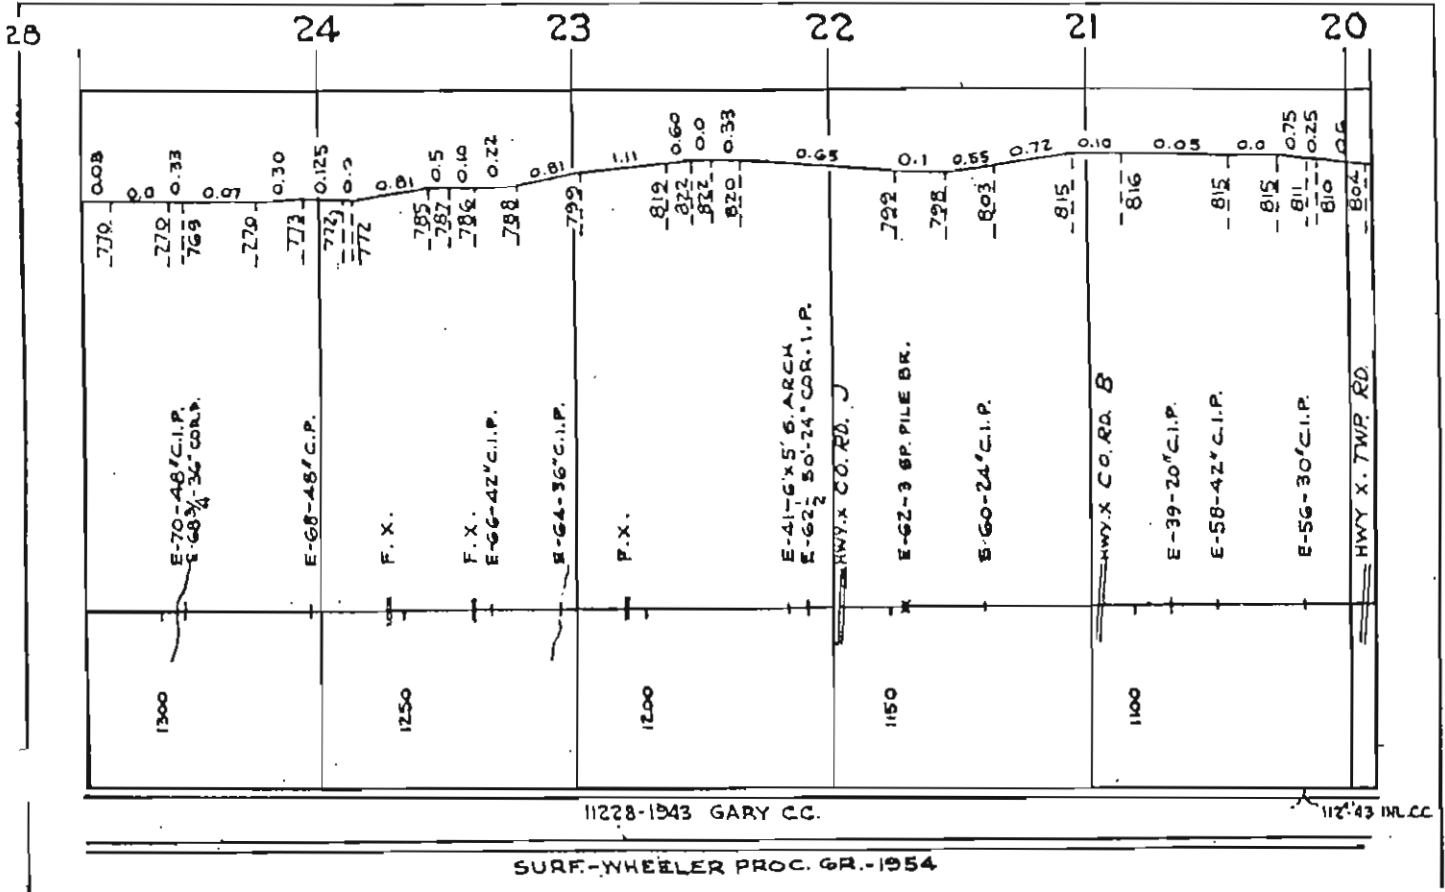 28 24 23 22 21 20
0.08 0.0 0.33 0.07 0.30 0.125 0.0 0.81 0.5 0.10 0.22 0.81 1.11 0.60 0.0 0.33 0.65 0.1 0.55 0.72 0.10 0.05 0.0 0.75 0.25
770 770 769 770 773 772 785 787 786 788 799 819 822 822 820 799 798 803 815 816 815 815 811 810 804
E-70-48"C.I.P.
E-68 3/4-36" COR.P.
E-68-48" C.P.
F.X.
F.X.
E-66-42"C.I.P.
E-64-36"C.I.P.
F.X.
E-41-6'x5' S.ARCH
E-62 1/2 50'-24" COR.I.P.
HWY.X CO.RD. J
E-62-3 SP.PILE BR.
E-60-24"C.I.P.
HWY.X CO.RD. B
E-39-20"C.I.P.
E-58-42"C.I.P.
E-56-30"C.I.P.
HWY X. TWP. RD.
1300 1250 1200 1150 1100
11228-1943 GARY C.C.
SURF.-WHEELER PROC. GR.-1954